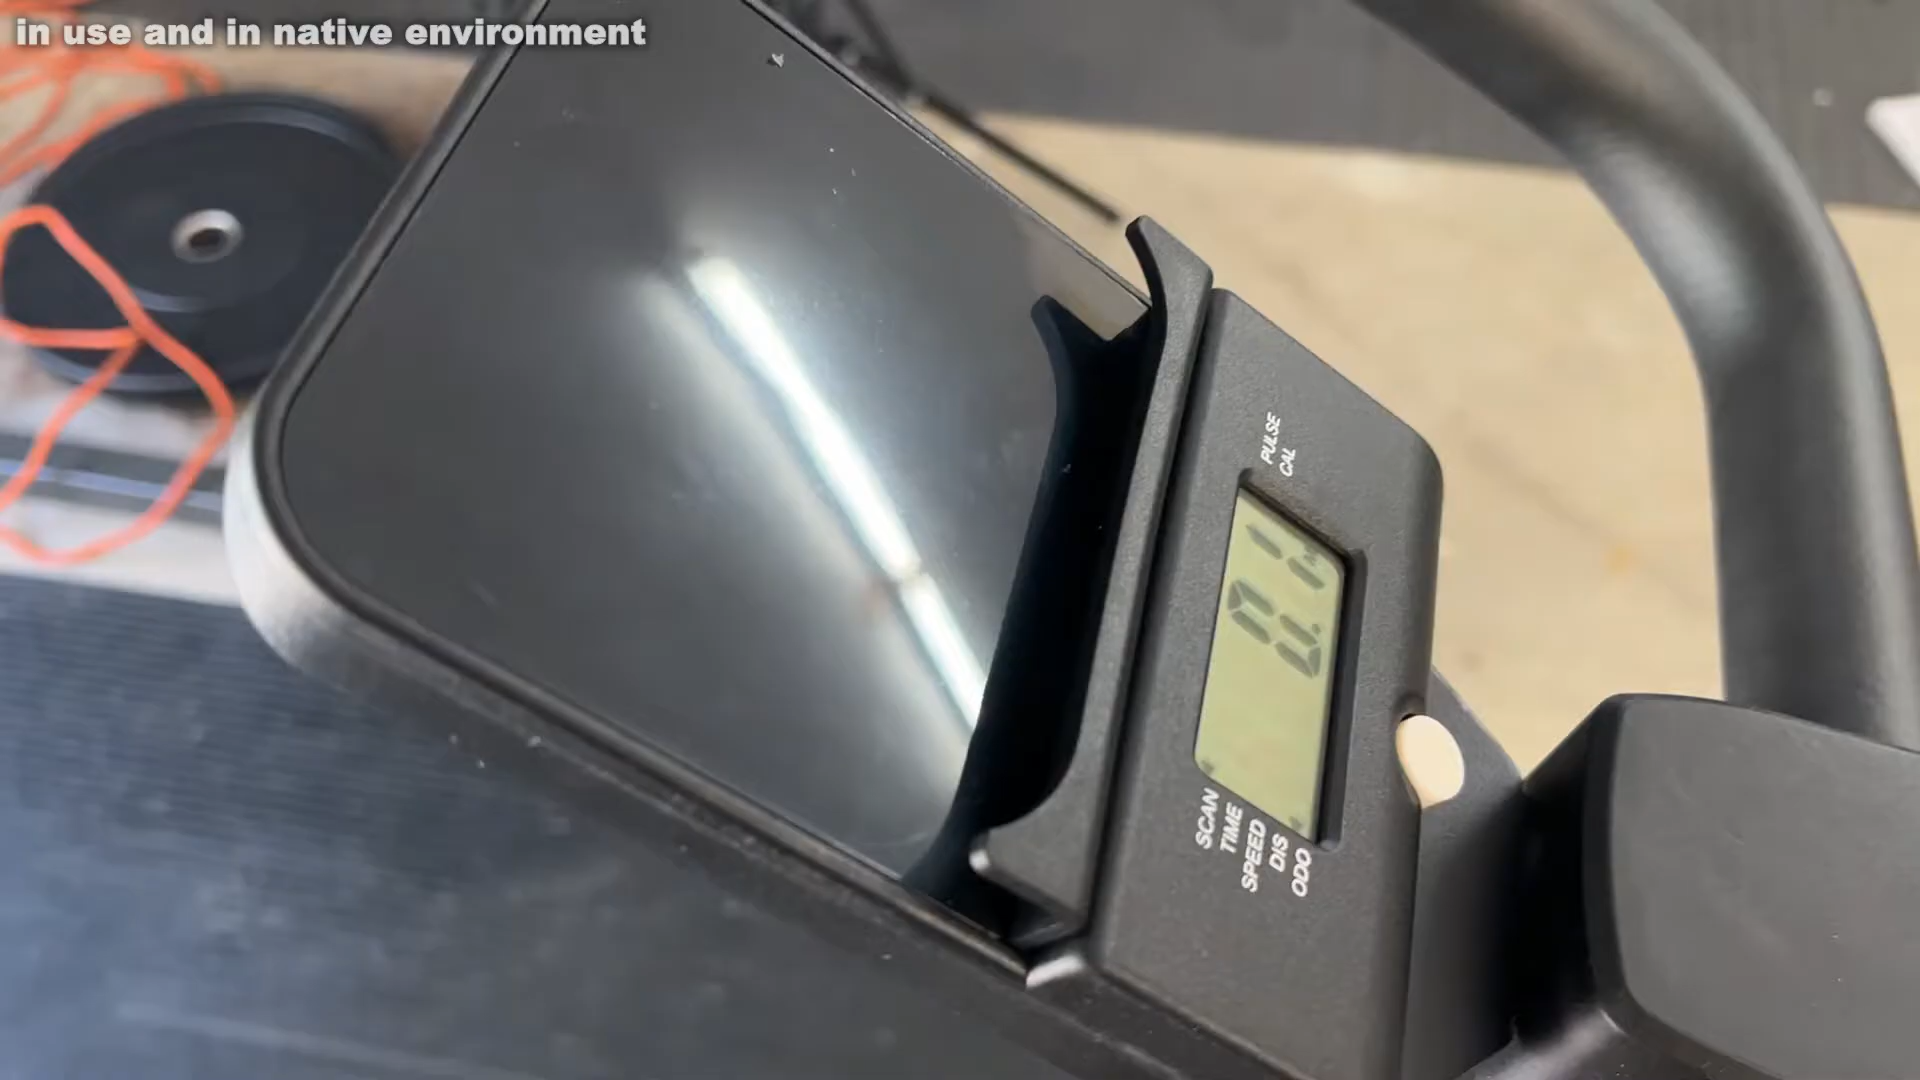 in use and in native environment
PULSE
CAL
SCAN
TIME
SPEED
DIS
ODO